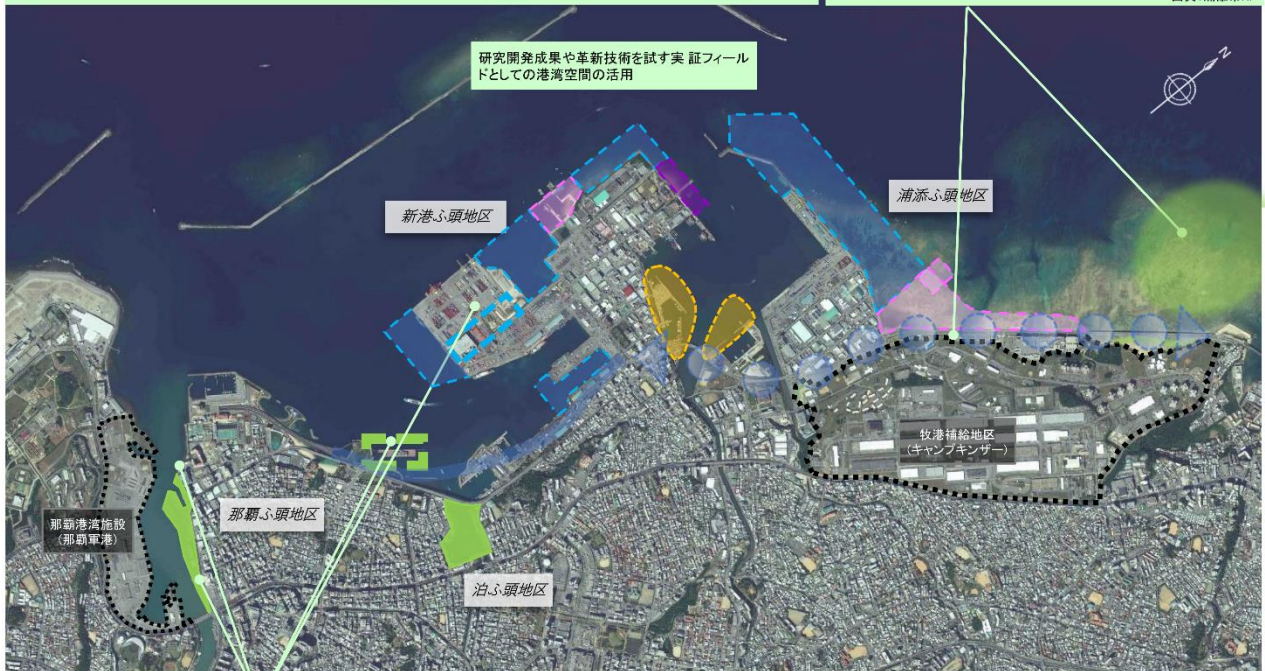 研究開発成果や革新技術を試す実 証フィール
ドとしての港湾空間の活用
N
新港ふ頭地区
浦添ふ頭地区
牧港補給地区
(キャンプキンザー)
那覇ふ頭地区
那覇港湾施設
(那覇軍港)
泊ふ頭地区